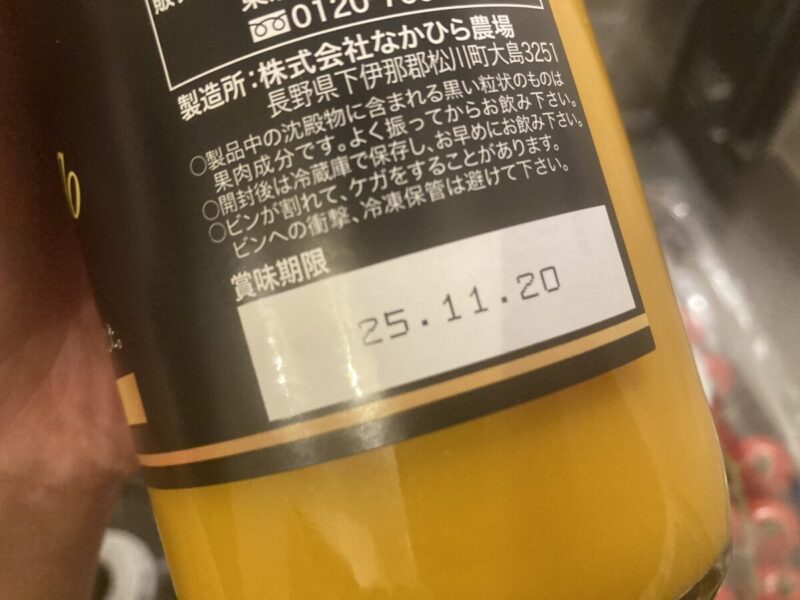 0120
製造所:株式会社なかひら農場
長野県下伊那郡松川町大島3251
○製品中の沈殿物に含まれる黒い粒状のものは
果肉成分です。よく振ってからお飲み下さい。
○開封後は冷蔵庫で保存し、お早めにお飲み下さい。
○ビンが割れて、ケガをすることがあります。
ビンへの衝撃、冷凍保管は避けて下さい。
賞味期限
25.11.20